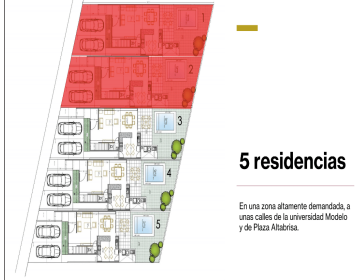 1
2
3
4
5
5 residencias
En una zona altamente demandada, a
unas calles de la universidad Modelo
y de Plaza Altabrisa.